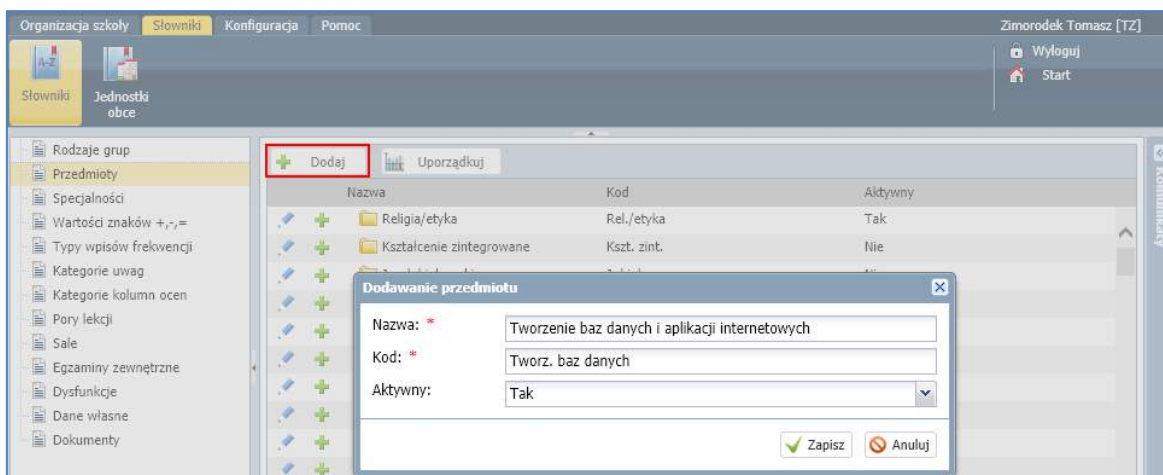 Organizacja szkoły Słowniki Konfiguracja Pomoc Zimorodek Tomasz [TZ]
A-Z
Słowniki
Jednostki obce
Wyloguj
Start
Rodzaje grup
Przedmioty
Specjalności
Wartości znaków +,-,=
Typy wpisów frekwencji
Kategorie uwag
Kategorie kolumn ocen
Pory lekcji
Sale
Egzaminy zewnętrzne
Dysfunkcje
Dane własne
Dokumenty
Dodaj Uporządkuj
Nazwa Kod Aktywny
Religia/etyka Rel./etyka Tak
Kształcenie zintegrowane Kszt. zint. Nie
Dodawanie przedmiotu
Nazwa: * Tworzenie baz danych i aplikacji internetowych
Kod: * Tworz. baz danych
Aktywny: Tak
Zapisz Anuluj
Komunikaty